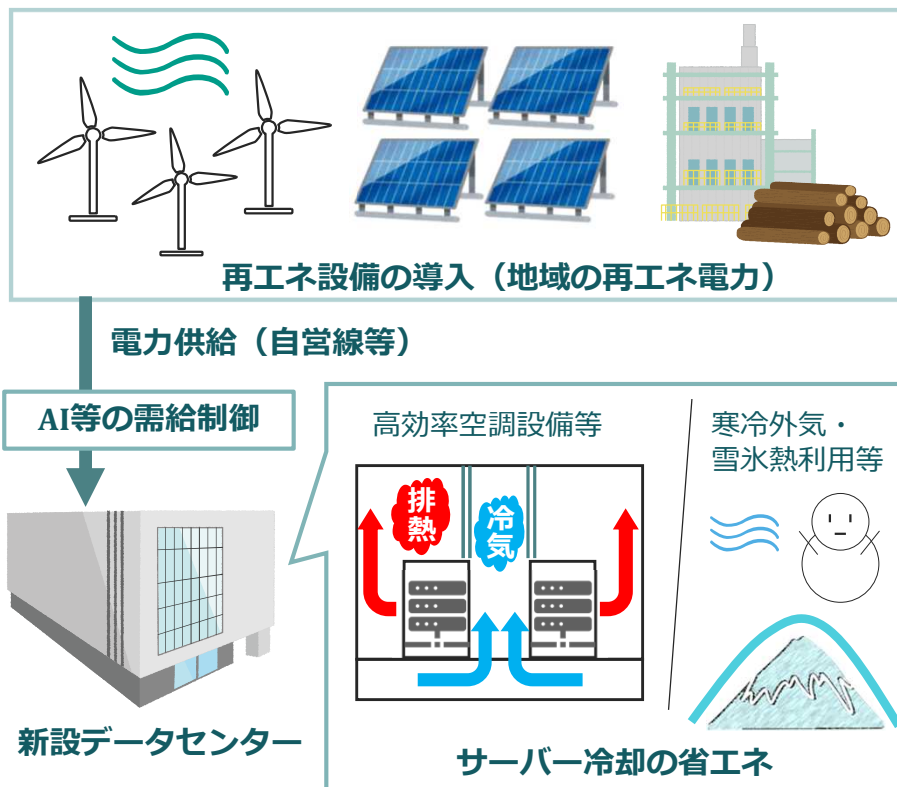 再エネ設備の導入（地域の再エネ電力）
電力供給（自営線等）
AI等の需給制御
高効率空調設備等
寒冷外気・
雪氷熱利用等
排熱
冷気
新設データセンター
サーバー冷却の省エネ